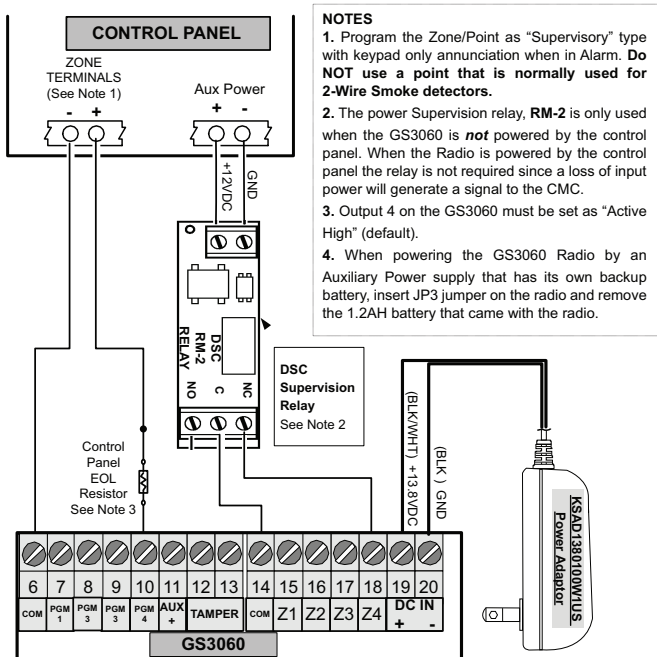 CONTROL PANEL
ZONE
TERMINALS
(See Note 1)
- +
Aux Power
+ -
+12VDC
GND
DSC
RM-2
RELAY
NO C NC
DSC
Supervision
Relay
See Note 2
Control
Panel
EOL
Resistor
See Note 3
(BLK/WHT) +13.8VDC
(BLK ) GND
KSAD1380100W1US
Power Adaptor
6 7 8 9 10 11 12 13 14 15 16 17 18 19 20
COM PGM 1 PGM 3 PGM 3 PGM 4 AUX + TAMPER COM Z1 Z2 Z3 Z4 DC IN + -
GS3060
NOTES
1. Program the Zone/Point as “Supervisory” type
with keypad only annunciation when in Alarm. Do
NOT use a point that is normally used for
2-Wire Smoke detectors.
2. The power Supervision relay, RM-2 is only used
when the GS3060 is not powered by the control
panel. When the Radio is powered by the control
panel the relay is not required since a loss of input
power will generate a signal to the CMC.
3. Output 4 on the GS3060 must be set as “Active
High” (default).
4. When powering the GS3060 Radio by an
Auxiliary Power supply that has its own backup
battery, insert JP3 jumper on the radio and remove
the 1.2AH battery that came with the radio.